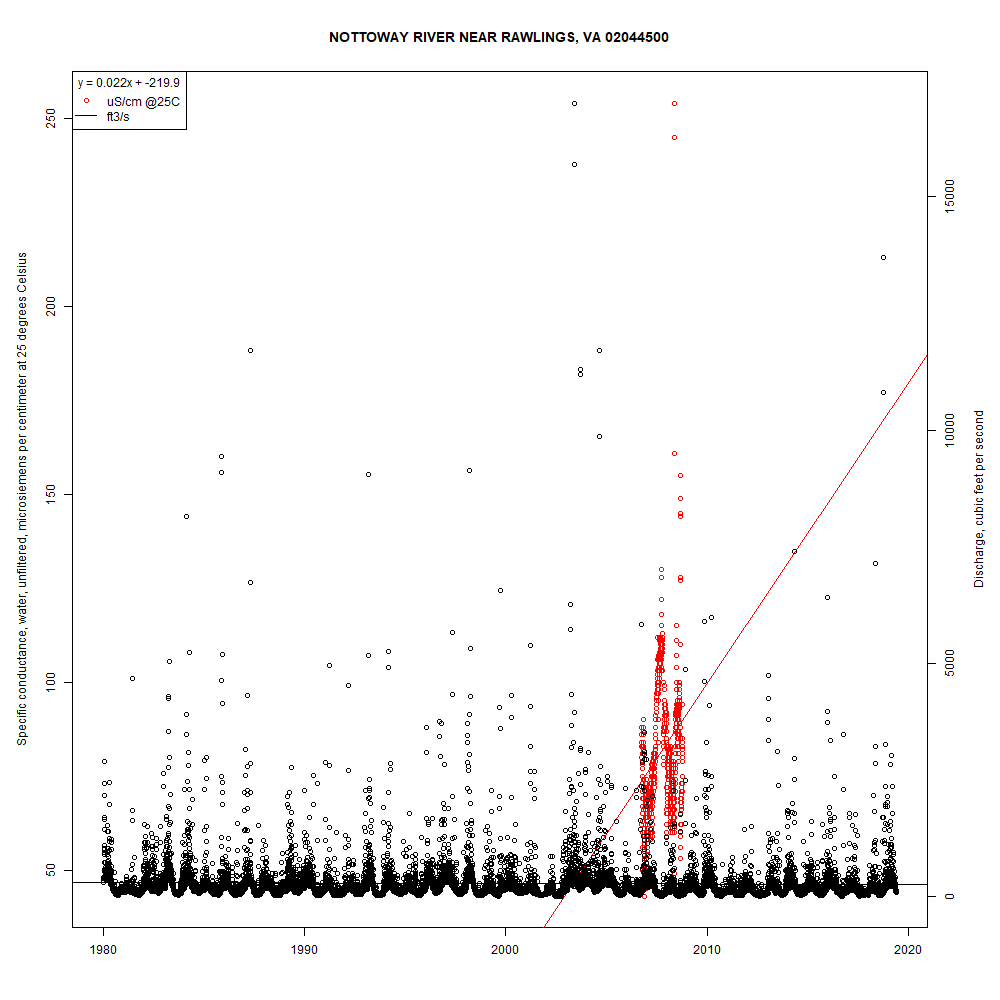 NOTTOWAY RIVER NEAR RAWLINGS, VA 02044500
y = 0.022x + -219.9
uS/cm @25C
ft3/s
Specific conductance, water, unfiltered, microsiemens per centimeter at 25 degrees Celsius
250
200
150
100
50
15000
10000
5000
0
Discharge, cubic feet per second
1980 1990 2000 2010 2020